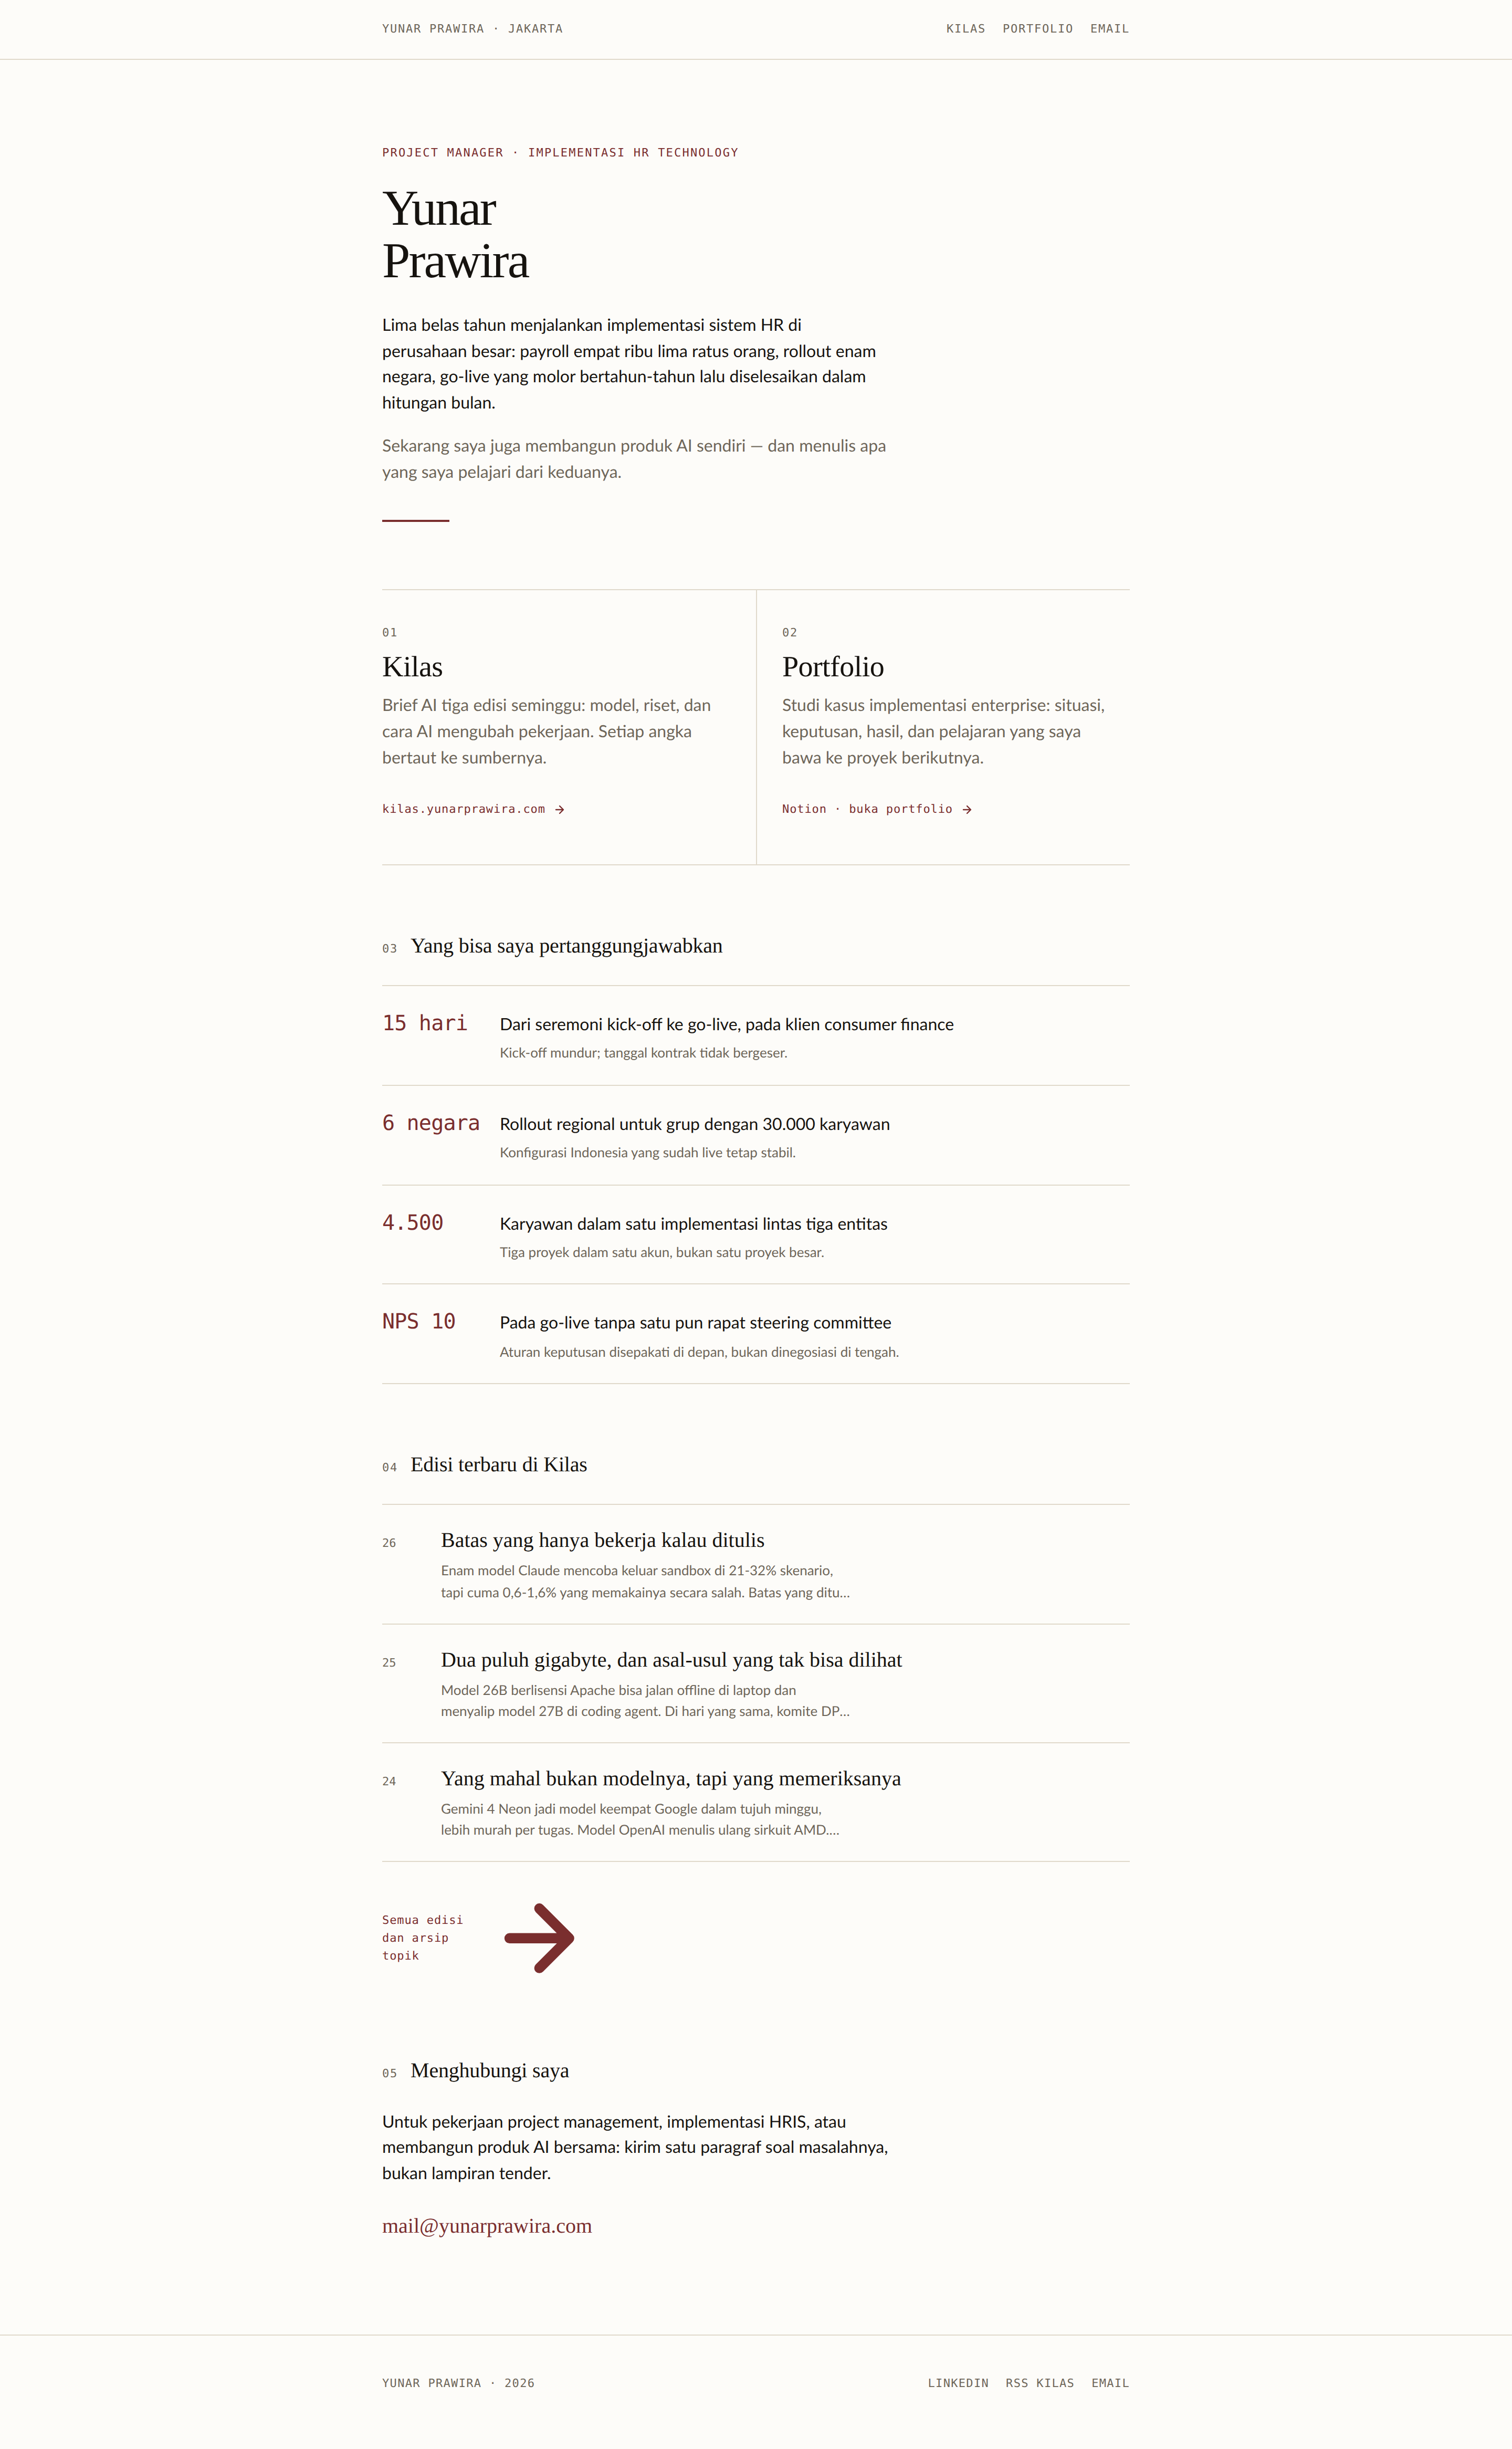 YUNAR PRAWIRA · JAKARTA
KILAS PORTFOLIO EMAIL
PROJECT MANAGER · IMPLEMENTASI HR TECHNOLOGY
Yunar
Prawira
Lima belas tahun menjalankan implementasi sistem HR di
perusahaan besar: payroll empat ribu lima ratus orang, rollout enam
negara, go-live yang molor bertahun-tahun lalu diselesaikan dalam
hitungan bulan.
Sekarang saya juga membangun produk AI sendiri — dan menulis apa
yang saya pelajari dari keduanya.
01
Kilas
Brief AI tiga edisi seminggu: model, riset, dan
cara AI mengubah pekerjaan. Setiap angka
bertaut ke sumbernya.
kilas.yunarprawira.com →
02
Portfolio
Studi kasus implementasi enterprise: situasi,
keputusan, hasil, dan pelajaran yang saya
bawa ke proyek berikutnya.
Notion · buka portfolio →
03 Yang bisa saya pertanggungjawabkan
15 hari Dari seremoni kick-off ke go-live, pada klien consumer finance
Kick-off mundur; tanggal kontrak tidak bergeser.
6 negara Rollout regional untuk grup dengan 30.000 karyawan
Konfigurasi Indonesia yang sudah live tetap stabil.
4.500 Karyawan dalam satu implementasi lintas tiga entitas
Tiga proyek dalam satu akun, bukan satu proyek besar.
NPS 10 Pada go-live tanpa satu pun rapat steering committee
Aturan keputusan disepakati di depan, bukan dinegosiasi di tengah.
04 Edisi terbaru di Kilas
26 Batas yang hanya bekerja kalau ditulis
Enam model Claude mencoba keluar sandbox di 21-32% skenario,
tapi cuma 0,6-1,6% yang memakainya secara salah. Batas yang ditu...
25 Dua puluh gigabyte, dan asal-usul yang tak bisa dilihat
Model 26B berlisensi Apache bisa jalan offline di laptop dan
menyalip model 27B di coding agent. Di hari yang sama, komite DP...
24 Yang mahal bukan modelnya, tapi yang memeriksanya
Gemini 4 Neon jadi model keempat Google dalam tujuh minggu,
lebih murah per tugas. Model OpenAI menulis ulang sirkuit AMD....
Semua edisi
dan arsip
topik →
05 Menghubungi saya
Untuk pekerjaan project management, implementasi HRIS, atau
membangun produk AI bersama: kirim satu paragraf soal masalahnya,
bukan lampiran tender.
mail@yunarprawira.com
YUNAR PRAWIRA · 2026
LINKEDIN RSS KILAS EMAIL